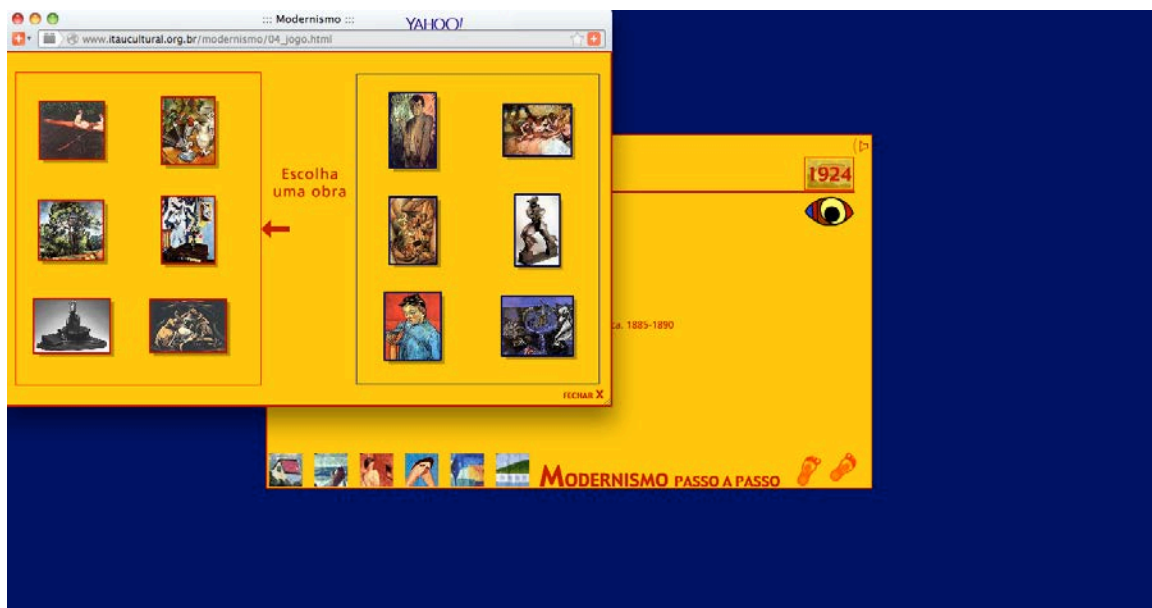 ::: Modernismo :::
YAHOO!
www.itaucultural.org.br/modernismo/04_jogo.html
Escolha
uma obra
FECHAR X
1924
ca. 1885-1890
MODERNISMO PASSO A PASSO